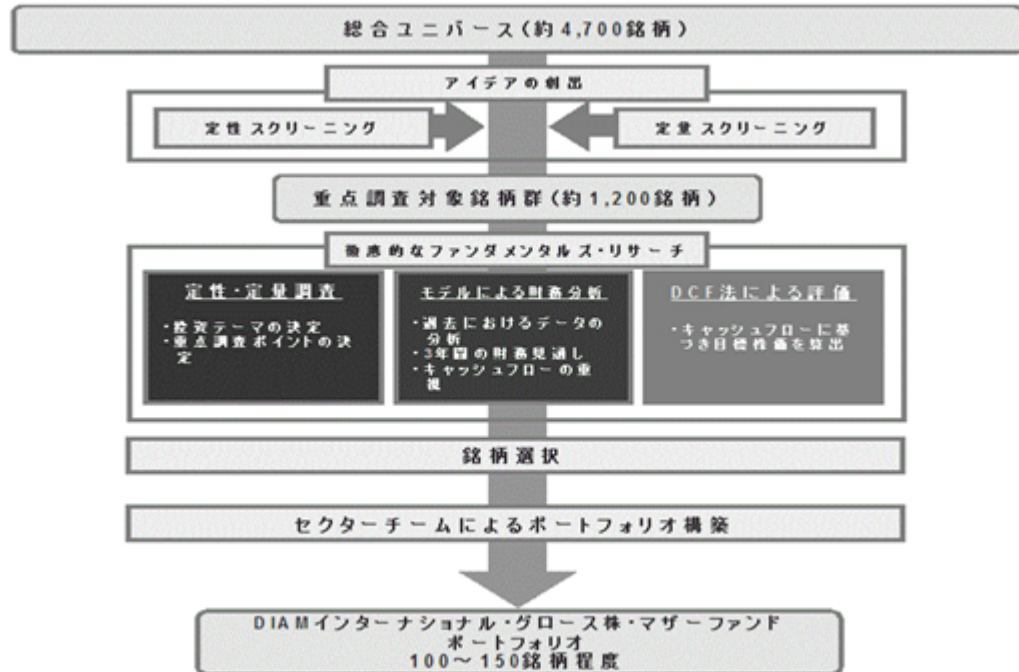 総合ユニバース(約4,700銘柄)
アイデアの創出
定性スクリーニング
定量スクリーニング
重点調査対象銘柄群(約1,200銘柄)
徹底的なファンダメンタルズ・リサーチ
定性・定量調査
・投資テーマの決定
・重点調査ポイントの決
定
モデルによる財務分析
・過去におけるデータの
分析
・3年間の財務見通し
・キャッシュフローの重
視
DCF法による評価
・キャッシュフローに基
づき目標株価を算出
銘柄選択
セクターチームによるポートフォリオ構築
DIAMインターナショナル・グロース株・マザーファンド
ポートフォリオ
100～150銘柄程度